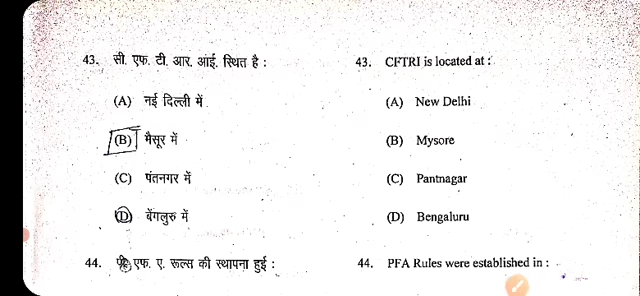 43. सी. एफ. टी. आर. आई. स्थित है :
(A) नई दिल्ली में
(B) मैसूर में
(C) पंतनगर में
(D) बेंगलुरु में
44. पी. एफ. ए. रूल्स की स्थापना हुई :
43. CFTRI is located at :
(A) New Delhi
(B) Mysore
(C) Pantnagar
(D) Bengaluru
44. PFA Rules were established in :